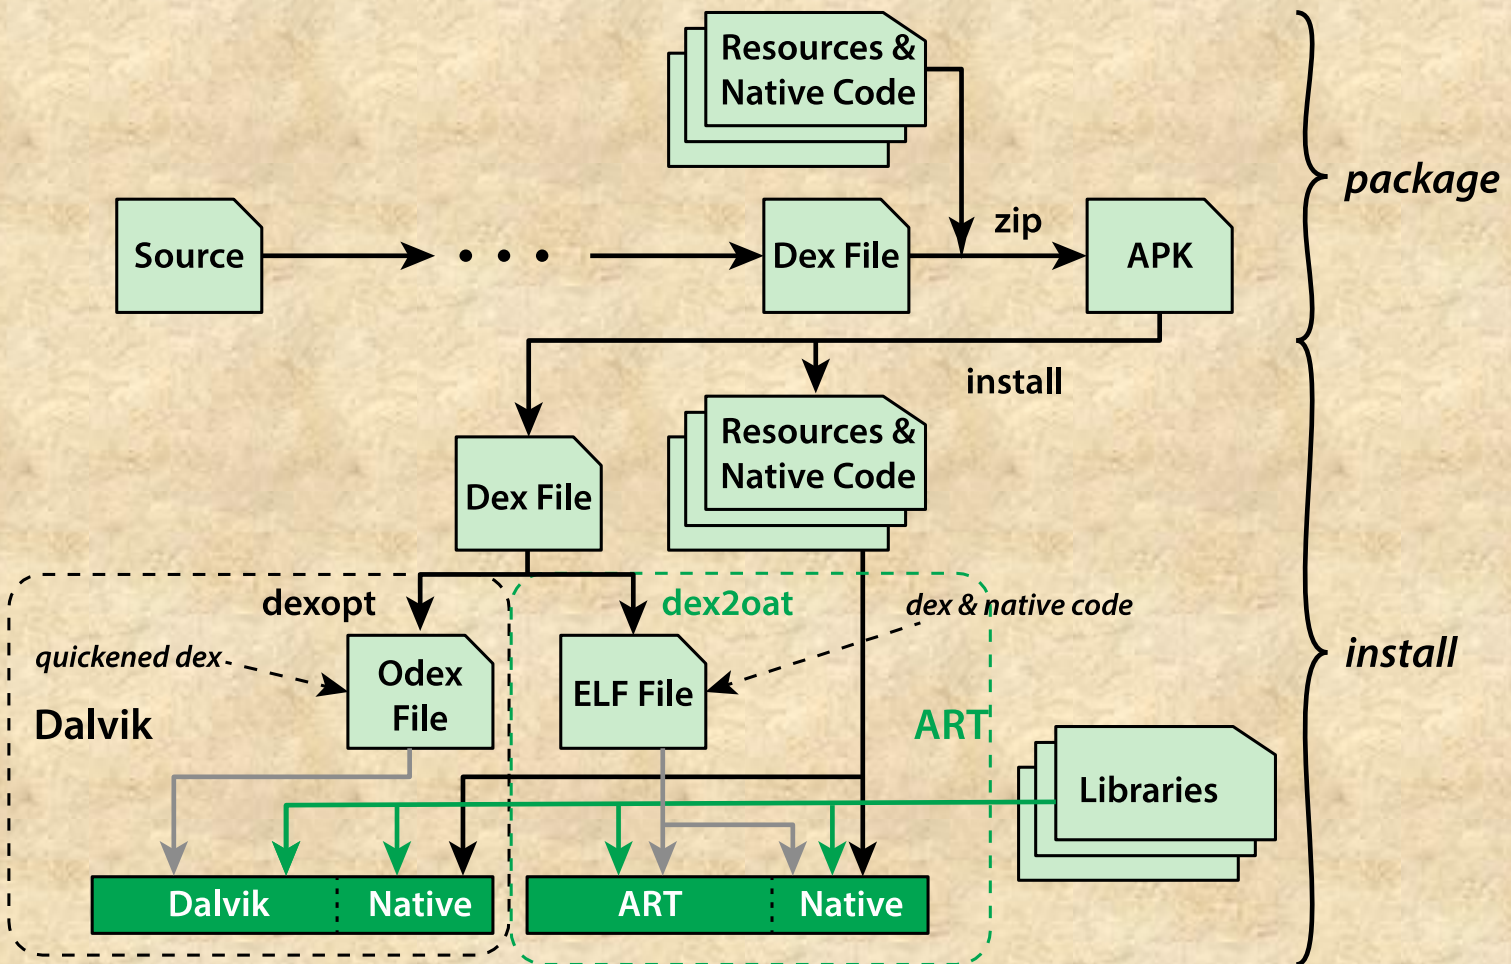 Resources &
Native Code
package
Source
• • •
Dex File
zip
APK
install
Resources &
Native Code
Dex File
dexopt
dex2oat
dex & native code
quickened dex
Odex
File
ELF File
install
Dalvik
ART
Libraries
Dalvik
Native
ART
Native